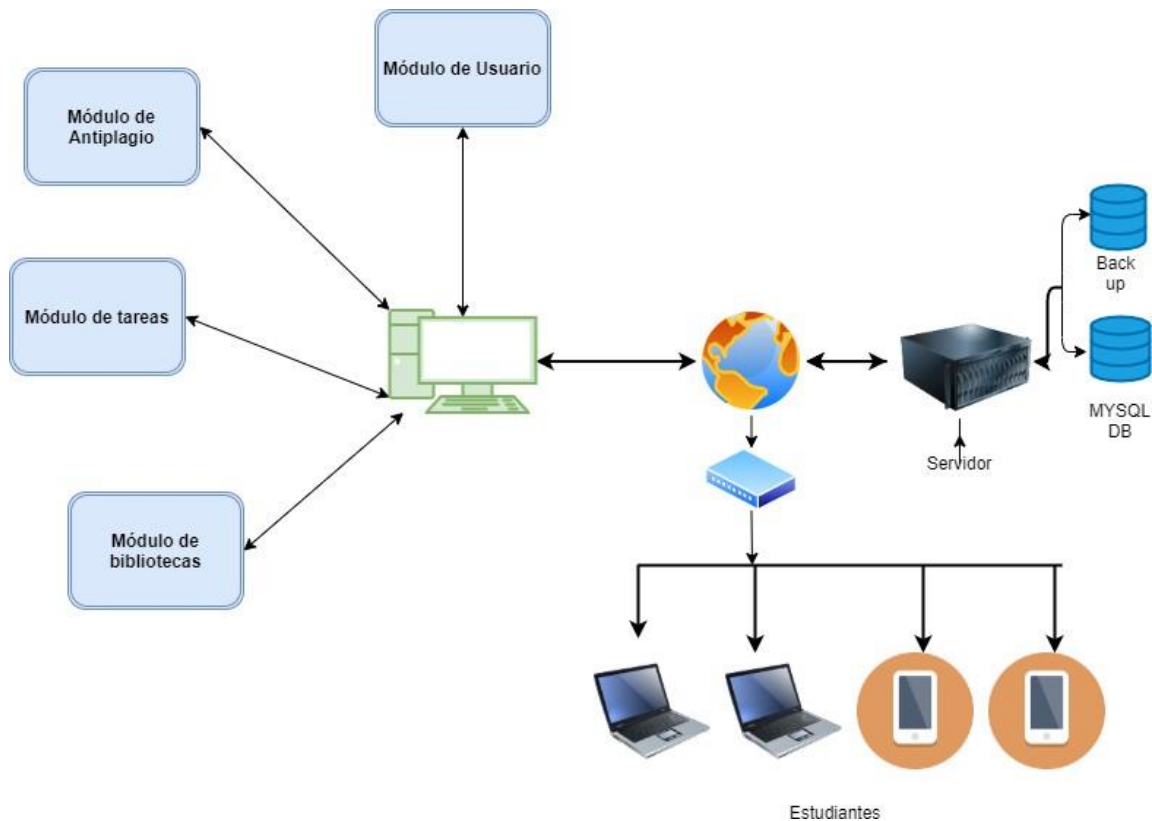 Módulo de Usuario
Módulo de
Antiplagio
Back
up
Módulo de tareas
MYSQL
DB
Servidor
Módulo de
bibliotecas
Estudiantes